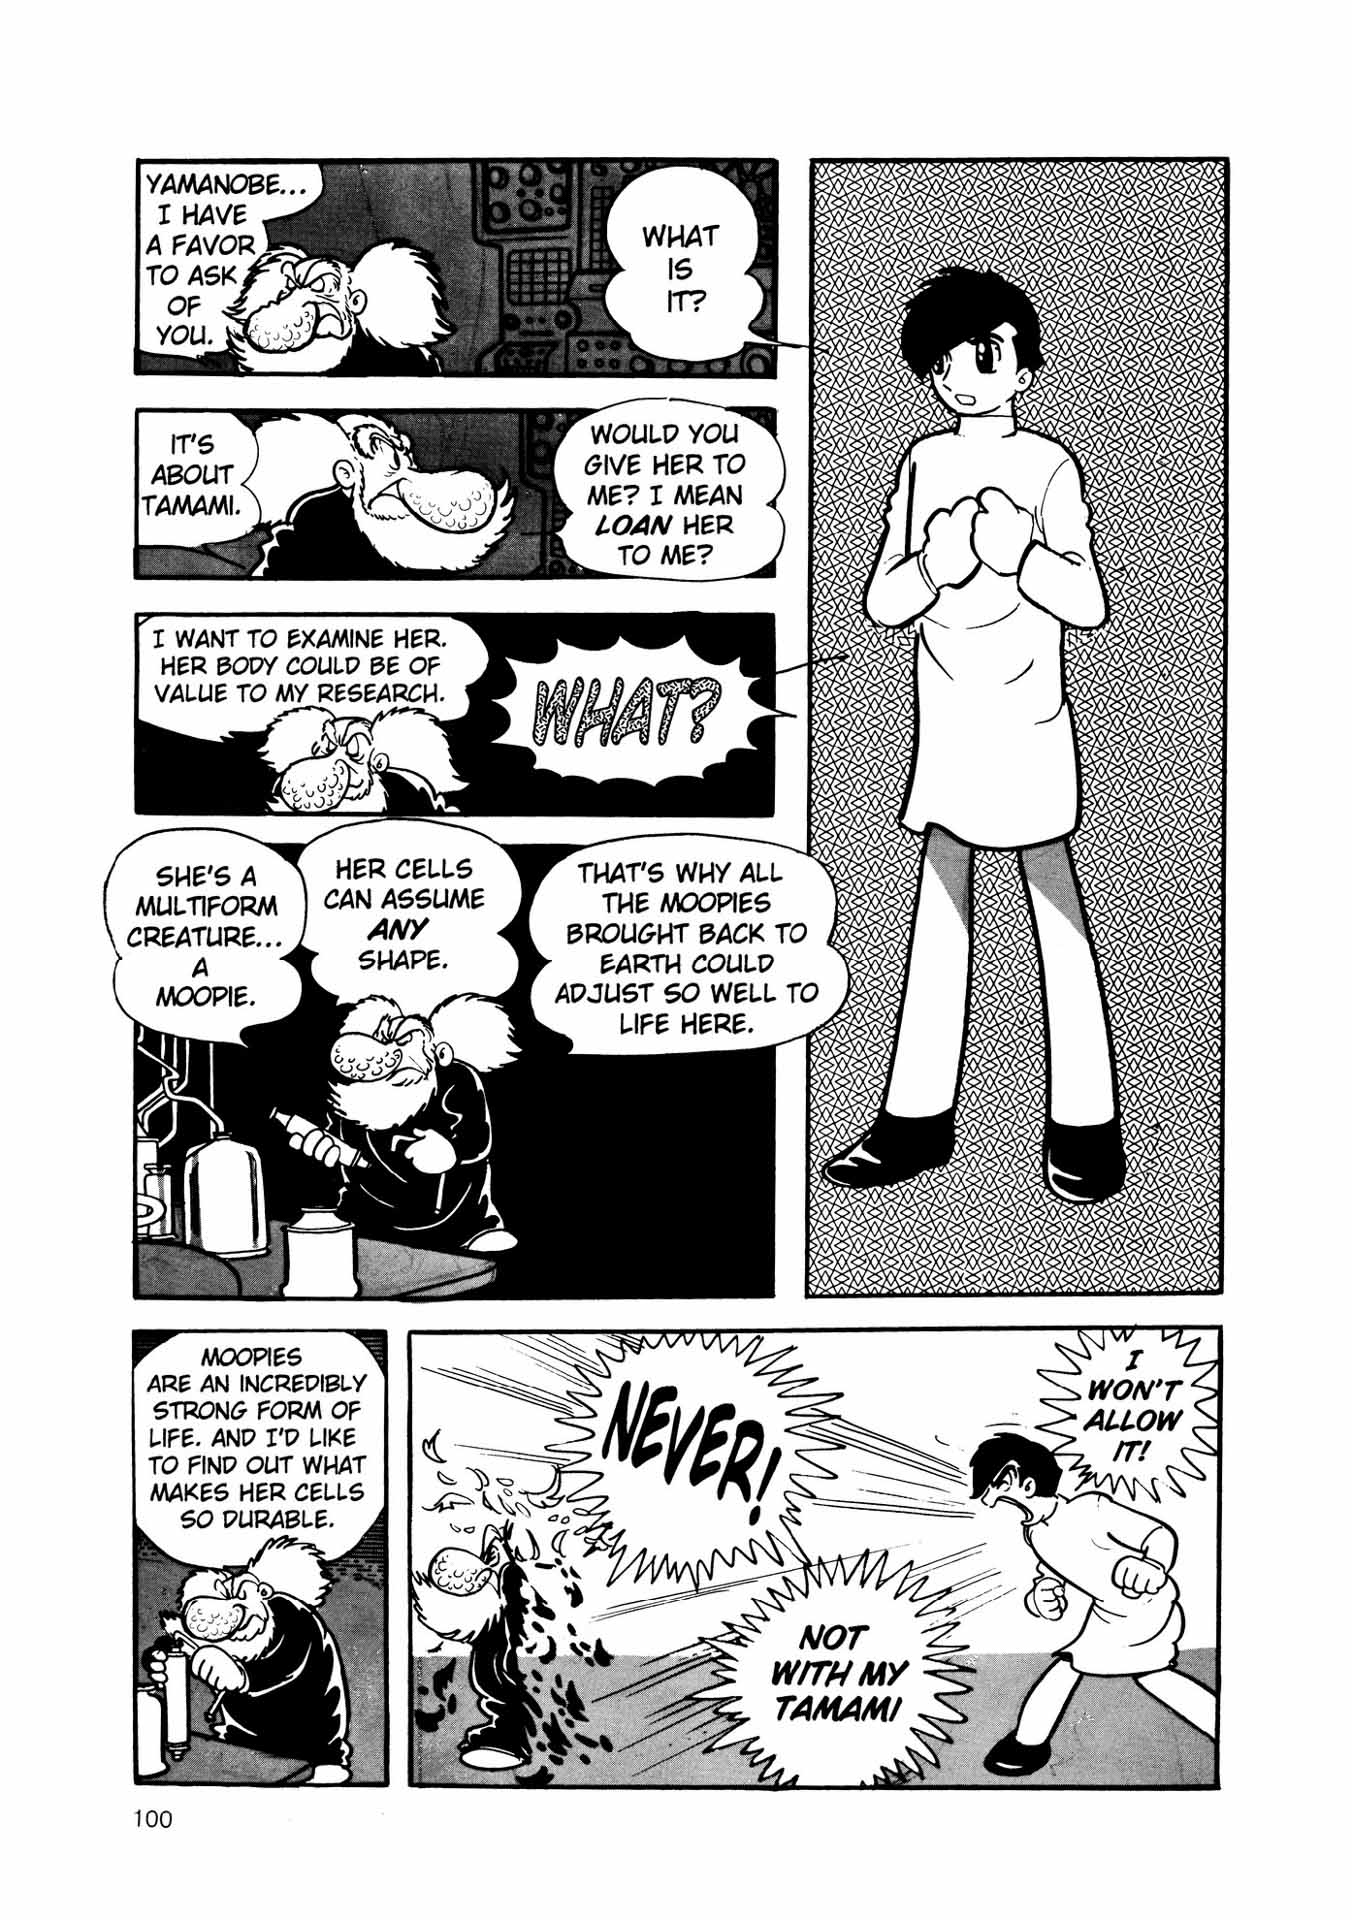 YAMANOBE...
I HAVE
A FAVOR
TO ASK
OF
YOU.
WHAT
IS
IT?
IT'S
ABOUT
TAMAMI.
WOULD YOU
GIVE HER TO
ME? I MEAN
LOAN HER
TO ME?
I WANT TO EXAMINE HER.
HER BODY COULD BE OF
VALUE TO MY RESEARCH.
WHAT?
SHE'S A
MULTIFORM
CREATURE...
A
MOOPIE.
HER CELLS
CAN ASSUME
ANY
SHAPE.
THAT'S WHY ALL
THE MOOPIES
BROUGHT BACK TO
EARTH COULD
ADJUST SO WELL TO
LIFE HERE.
MOOPIES
ARE AN INCREDIBLY
STRONG FORM OF
LIFE. AND I'D LIKE
TO FIND OUT WHAT
MAKES HER CELLS
SO DURABLE.
NEVER!
I
WON'T
ALLOW
IT!
NOT
WITH MY
TAMAMI
100